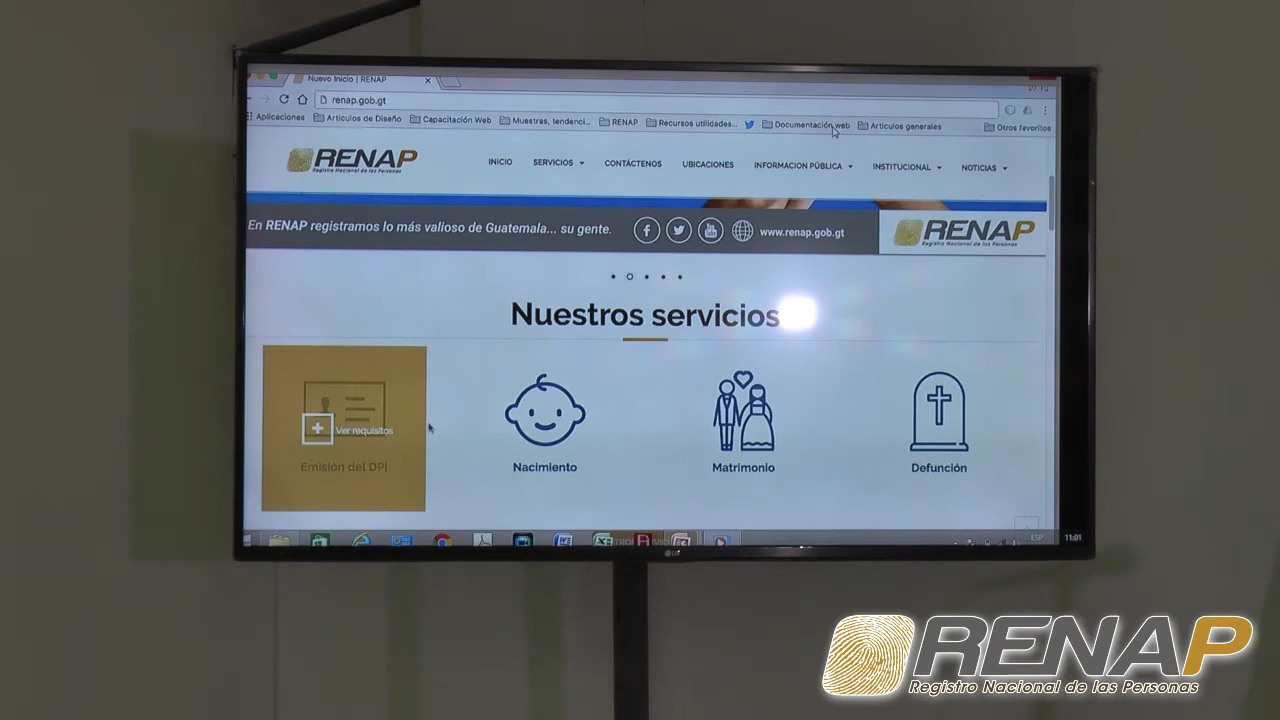 Nuevo Inicio | RENAP
renap.gob.gt
Aplicaciones Artículos de Diseño Capacitación Web Muestras, tendenci... RENAP Recursos utilidades... Documentación web Artículos generales Otros favoritos
RENAP
Registro Nacional de las Personas
INICIO SERVICIOS CONTÁCTENOS UBICACIONES INFORMACION PÚBLICA INSTITUCIONAL NOTICIAS
En RENAP registramos lo más valioso de Guatemala... su gente.
www.renap.gob.gt
RENAP
Registro Nacional de las Personas
Nuestros servicios
Ver requisitos
Emisión del DPI Nacimiento Matrimonio Defunción
ESP 11:01
LG
RENAP
Registro Nacional de las Personas